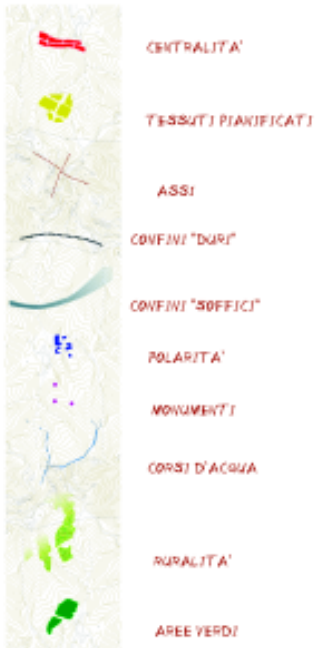 CENTRALITA'
TESSUTI PIANIFICATI
ASSI
CONFINI "DURI"
CONFINI "SOFFICI"
POLARITA'
MONUMENTI
CORSI D'ACQUA
RURALITA'
AREE VERDI